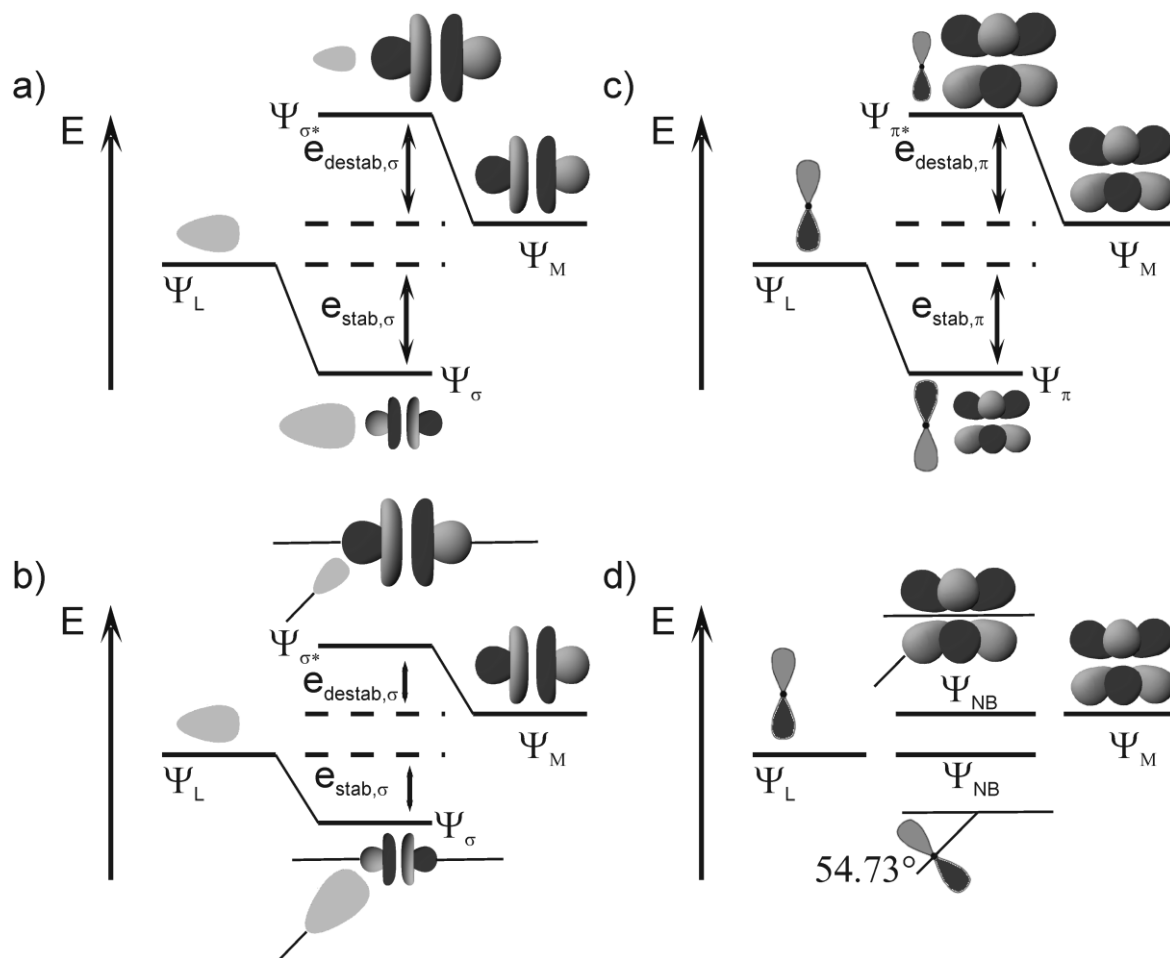 a)
E
Ψσ*
edestab,σ
ΨM
ΨL
estab,σ
Ψσ
c)
E
Ψπ*
edestab,π
ΨM
ΨL
estab,π
Ψπ
b)
E
Ψσ*
edestab,σ
ΨM
ΨL
estab,σ
Ψσ
d)
E
ΨNB
ΨM
ΨL
ΨNB
54.73°